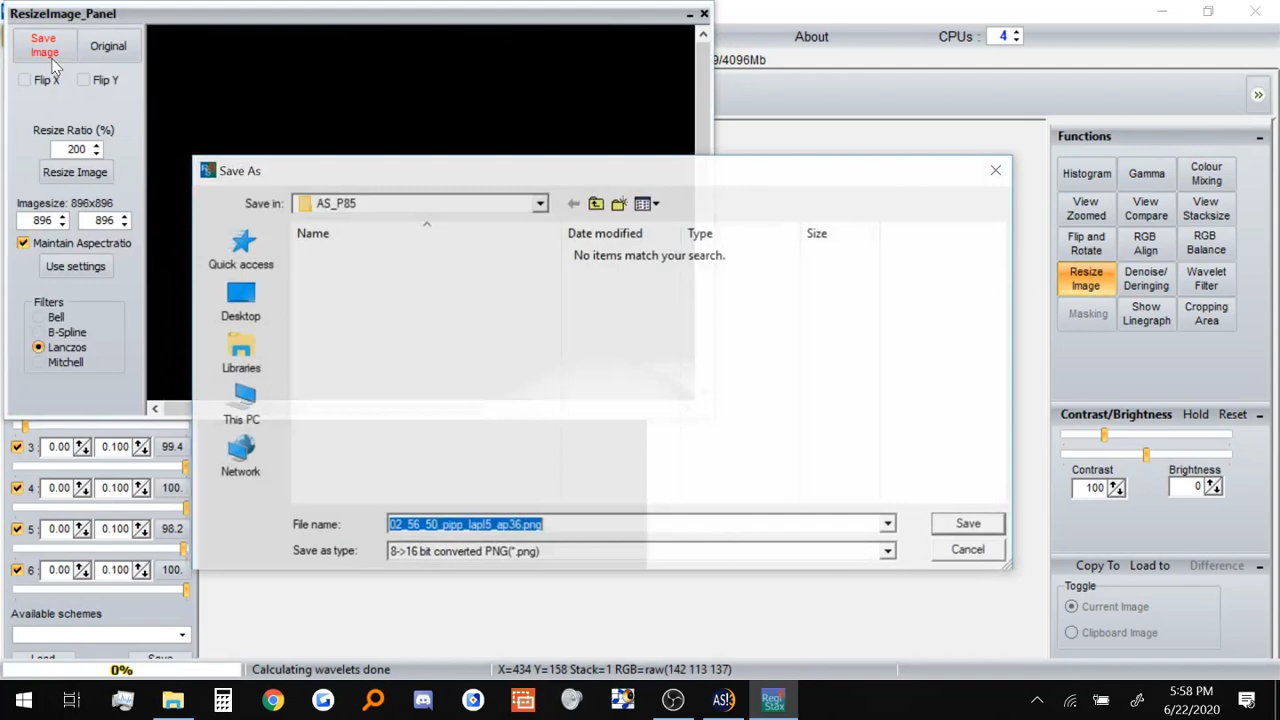 ResizeImage_Panel
Save
Image
Original
Flip X
Flip Y
Resize Ratio (%)
200
Resize Image
Imagesize: 896x896
896
896
Maintain Aspectratio
Use settings
Filters
Bell
B-Spline
Lanczos
Mitchell
3: 0.00 0.100 99.4
4: 0.00 0.100 100.
5: 0.00 0.100 98.2
6: 0.00 0.100 100.
Available schemes
Load
Save
0%
Calculating wavelets done
X=434 Y=158 Stack=1 RGB=raw(142 113 137)
Save As
Save in:
AS_P85
Name
Date modified
Type
Size
No items match your search.
Quick access
Desktop
Libraries
This PC
Network
File name:
02_56_50_pipp_lapl5_ap36.png
Save
Save as type:
8->16 bit converted PNG(*.png)
Cancel
About
CPUs :
4
9/4096Mb
Functions
Histogram
Gamma
Colour
Mixing
View
Zoomed
View
Compare
View
Stacksize
Flip and
Rotate
RGB
Align
RGB
Balance
Resize
Image
Denoise/
Deringing
Wavelet
Filter
Masking
Show
Linegraph
Cropping
Area
Contrast/Brightness Hold Reset
Contrast
100
Brightness
0
Copy To Load to Difference
Toggle
Current Image
Clipboard Image
AS!
Regi
Stax
5:58 PM
6/22/2020